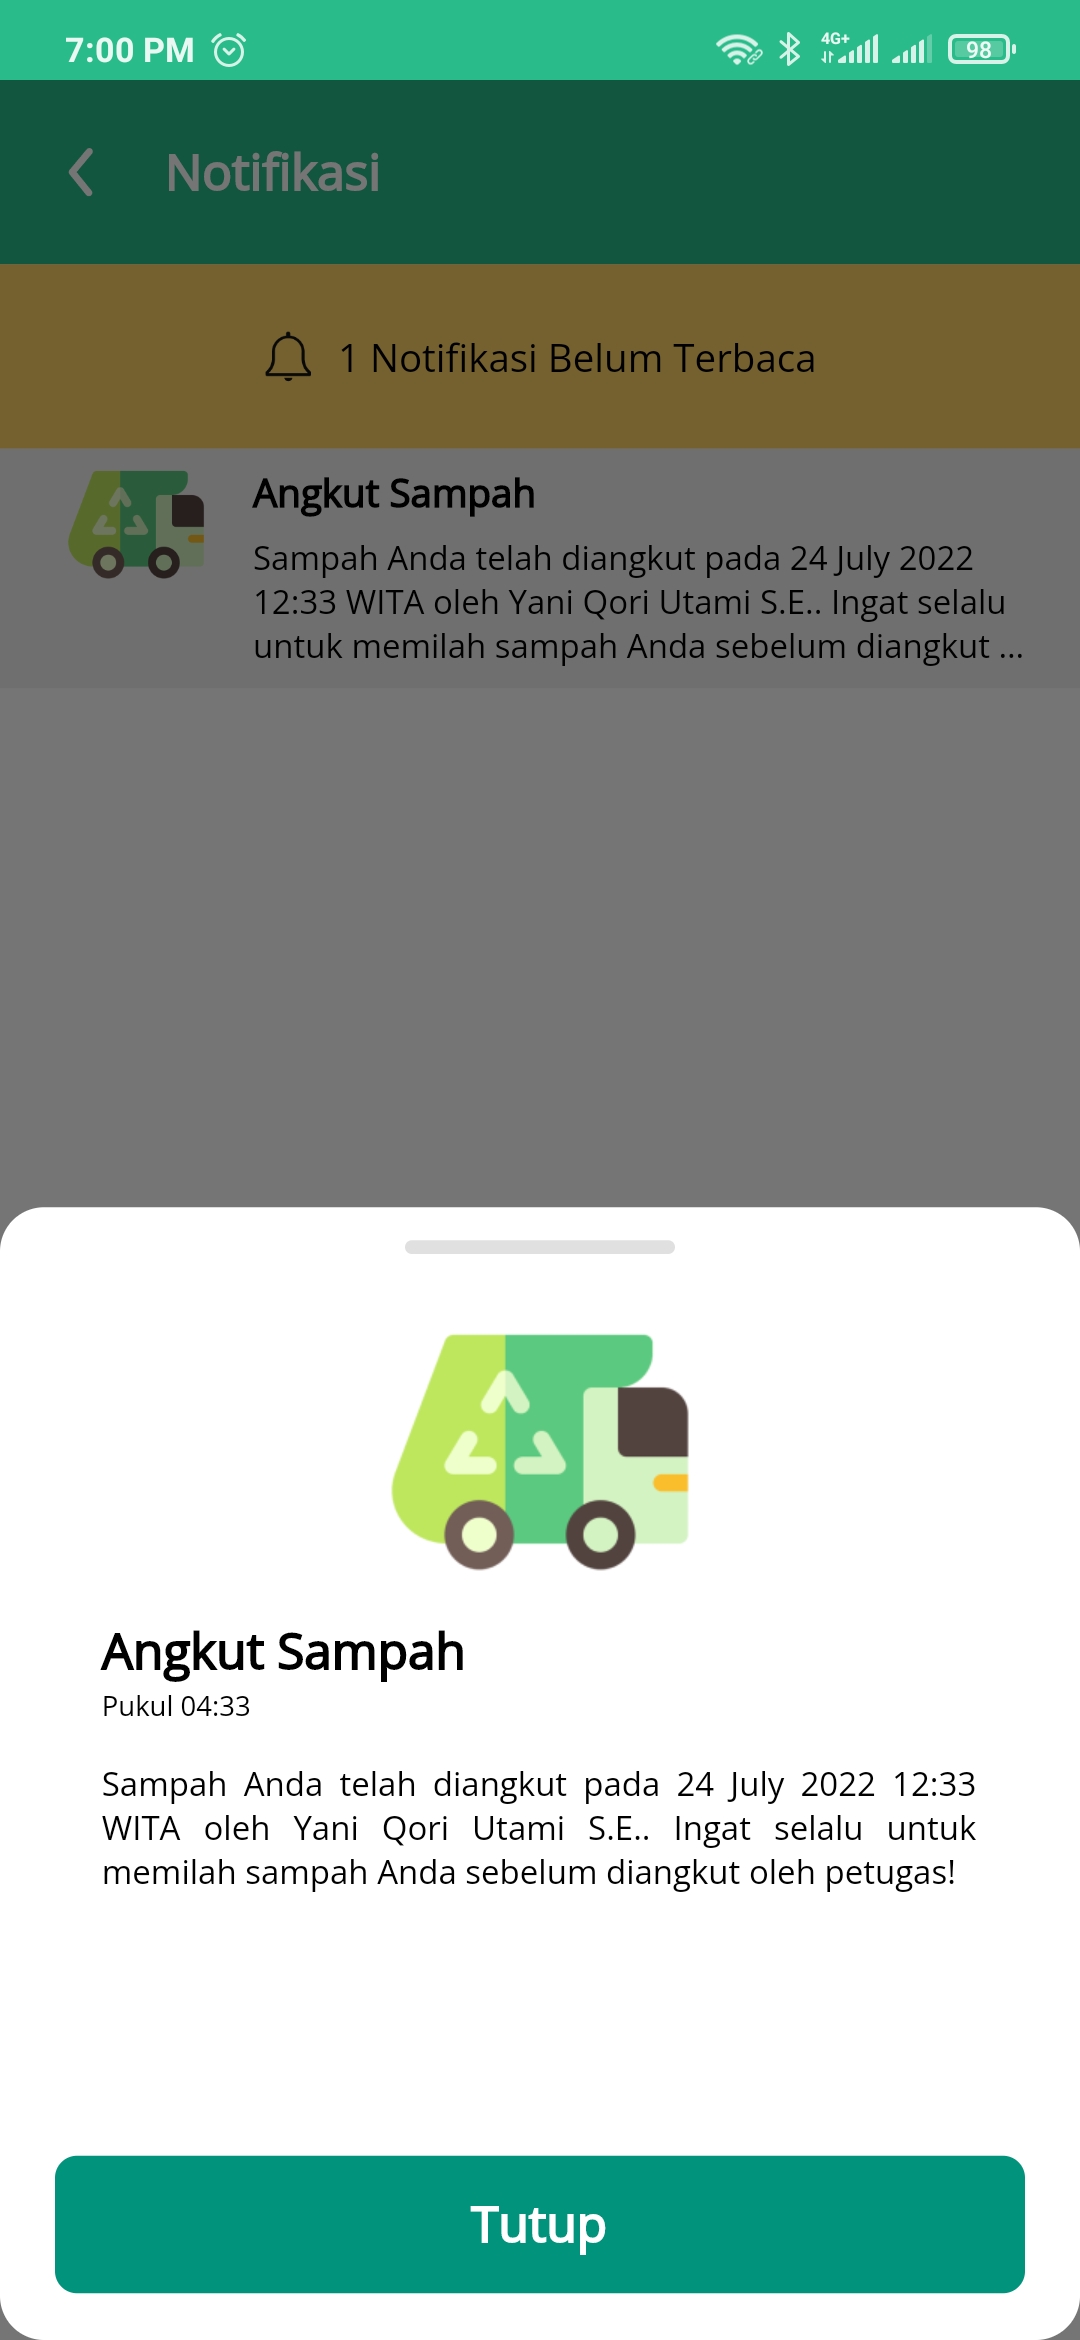 7:00 PM
4G+
98
Notifikasi
1 Notifikasi Belum Terbaca
Angkut Sampah
Sampah Anda telah diangkut pada 24 July 2022
12:33 WITA oleh Yani Qori Utami S.E.. Ingat selalu
untuk memilah sampah Anda sebelum diangkut ...
Angkut Sampah
Pukul 04:33
Sampah Anda telah diangkut pada 24 July 2022 12:33
WITA oleh Yani Qori Utami S.E.. Ingat selalu untuk
memilah sampah Anda sebelum diangkut oleh petugas!
Tutup